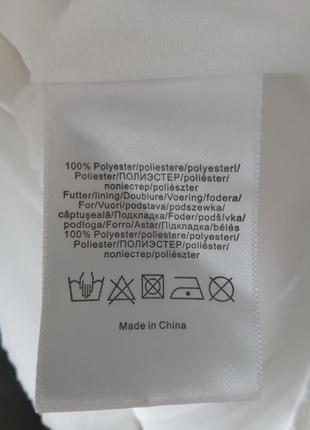 100% Polyester/poliestere/polyesteri/
Poliester/ПОЛИЭСТЕР/poliéster/
поліестер/poliészter
Futter/lining/Doublure/Voering/fodera/
For/Vuori/podstava/podszewka/
căptușeală/Подкладка/Foder/podšívka/
podloga/Forro/Astar/Підкладка/bélés
100% Polyester/poliestere/polyesteri/
Poliester/ПОЛИЭСТЕР/poliéster/
поліестер/poliészter
Made in China